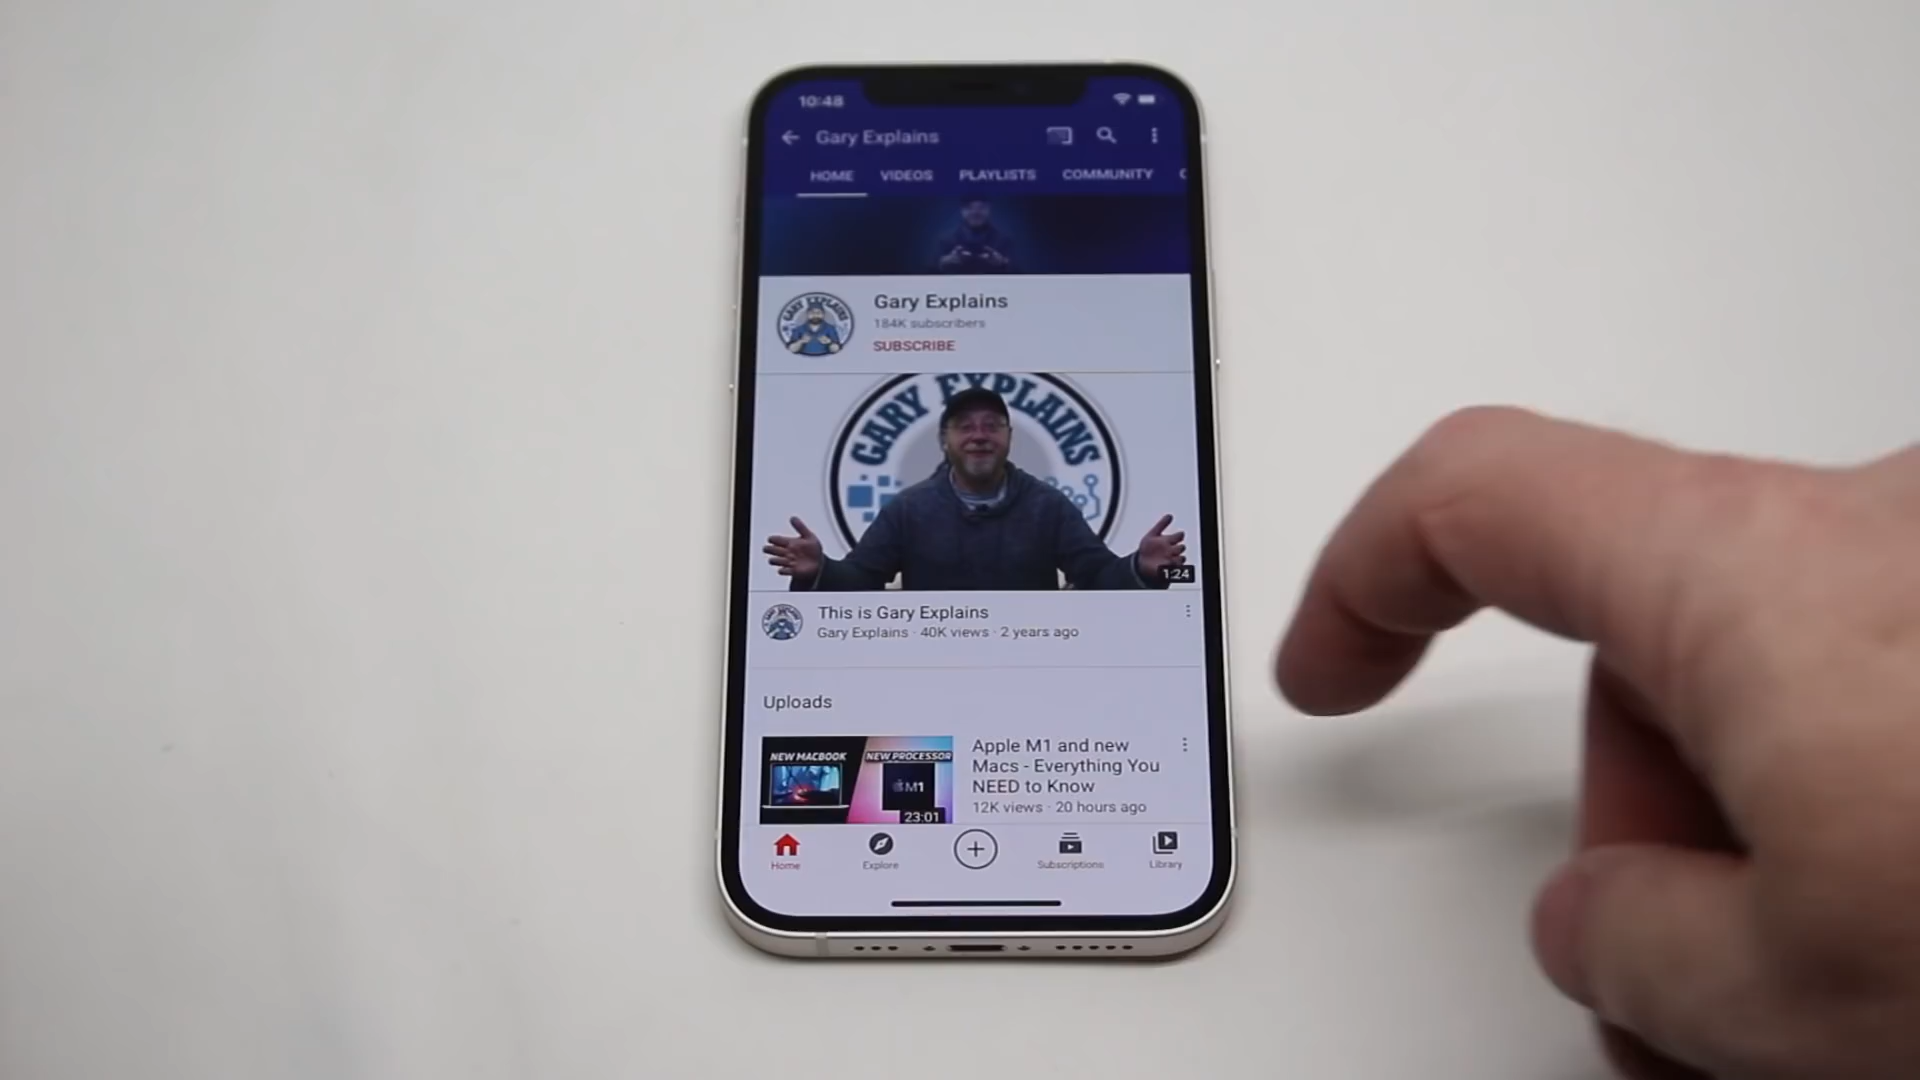 10:48
Gary Explains
HOME VIDEOS PLAYLISTS COMMUNITY
GARY EXPLAINS
Gary Explains
184K subscribers
SUBSCRIBE
GARY EXPLAINS
1:24
This is Gary Explains
Gary Explains · 40K views · 2 years ago
Uploads
NEW MACBOOK NEW PROCESSOR
M1
23:01
Apple M1 and new
Macs - Everything You
NEED to Know
12K views · 20 hours ago
Home Explore Subscriptions Library